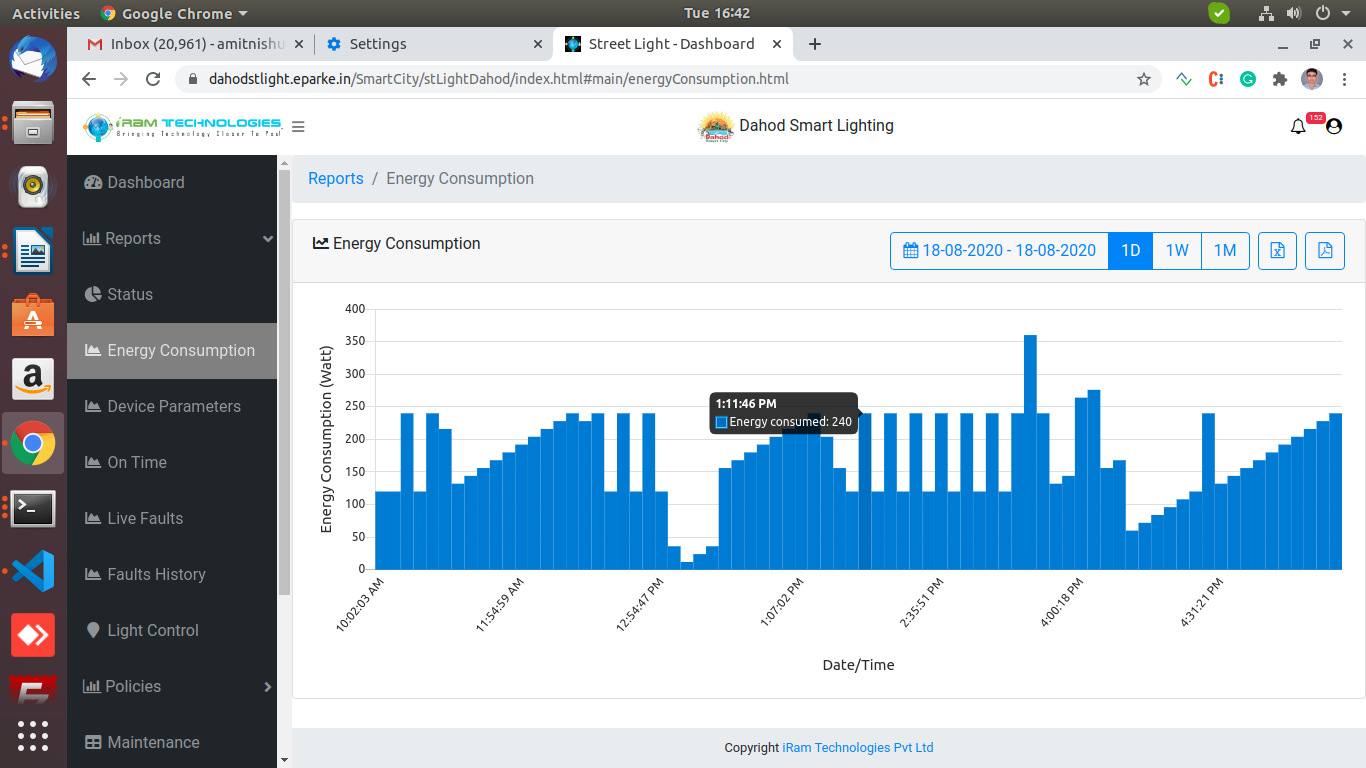 Activities Google Chrome Tue 16:42
Inbox (20,961) - amitnishu Settings Street Light - Dashboard
dahodstlight.eparke.in/SmartCity/stLightDahod/index.html#main/energyConsumption.html
iRam Technologies
Bringing Technology Closer To You!
Dahod Smart Lighting
152
Dahod
Smart City
Dashboard
Reports
Status
Energy Consumption
Device Parameters
On Time
Live Faults
Faults History
Light Control
Policies
Maintenance
Reports / Energy Consumption
Energy Consumption
18-08-2020 - 18-08-2020 1D 1W 1M
Energy Consumption (Watt)
400
350
300
250
200
150
100
50
0
1:11:46 PM
Energy consumed: 240
10:02:03 AM 11:54:59 AM 12:54:47 PM 1:07:02 PM 2:35:51 PM 4:00:18 PM 4:31:21 PM
Date/Time
Copyright iRam Technologies Pvt Ltd